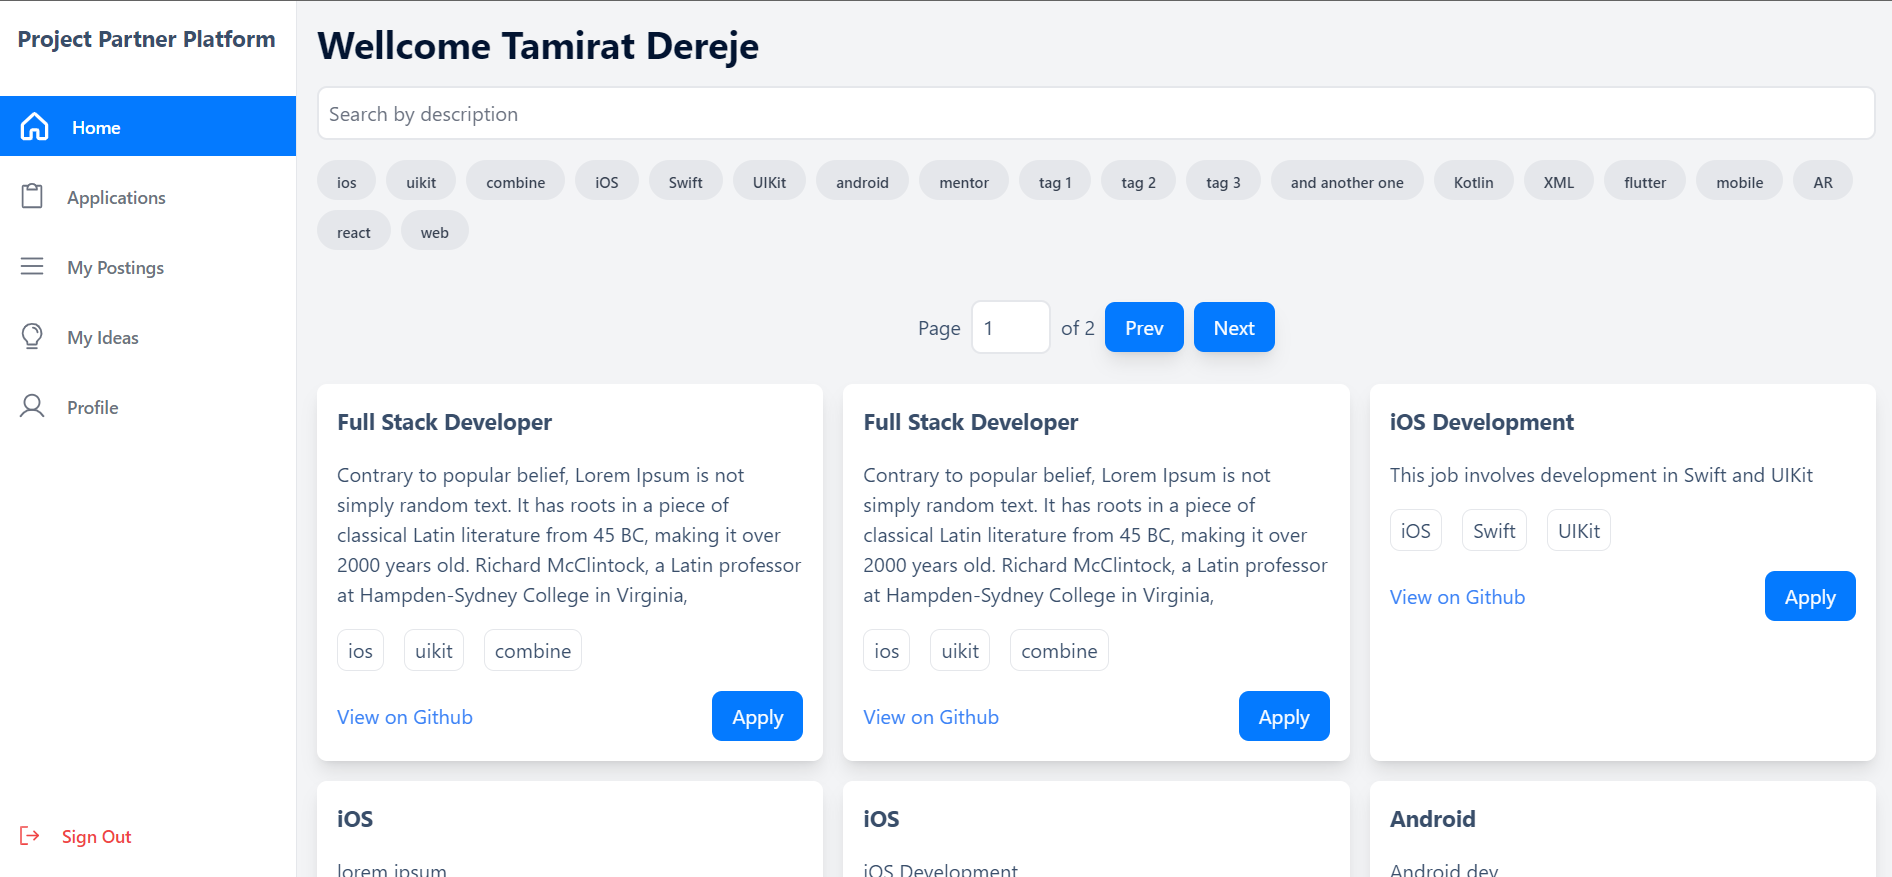 Project Partner Platform
Home
Applications
My Postings
My Ideas
Profile
Sign Out
Wellcome Tamirat Dereje
Search by description
ios uikit combine iOS Swift UIKit android mentor tag 1 tag 2 tag 3 and another one Kotlin XML flutter mobile AR
react web
Page 1 of 2 Prev Next
Full Stack Developer
Contrary to popular belief, Lorem Ipsum is not
simply random text. It has roots in a piece of
classical Latin literature from 45 BC, making it over
2000 years old. Richard McClintock, a Latin professor
at Hampden-Sydney College in Virginia,
ios uikit combine
View on Github Apply
Full Stack Developer
Contrary to popular belief, Lorem Ipsum is not
simply random text. It has roots in a piece of
classical Latin literature from 45 BC, making it over
2000 years old. Richard McClintock, a Latin professor
at Hampden-Sydney College in Virginia,
ios uikit combine
View on Github Apply
iOS Development
This job involves development in Swift and UIKit
iOS Swift UIKit
View on Github Apply
iOS
lorem ipsum
iOS
iOS Development
Android
Android dev